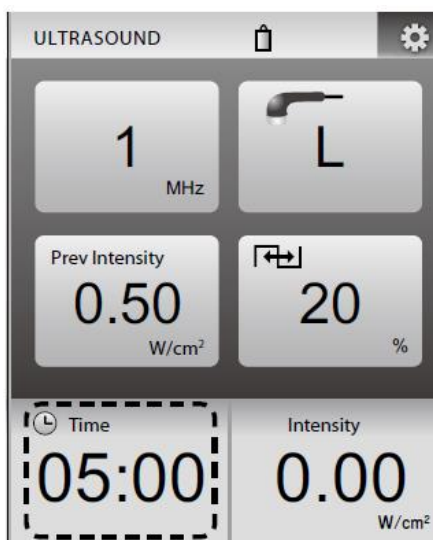 ULTRASOUND
1
MHz
L
Prev Intensity
0.50
W/cm²
20
%
Time
05:00
Intensity
0.00
W/cm²